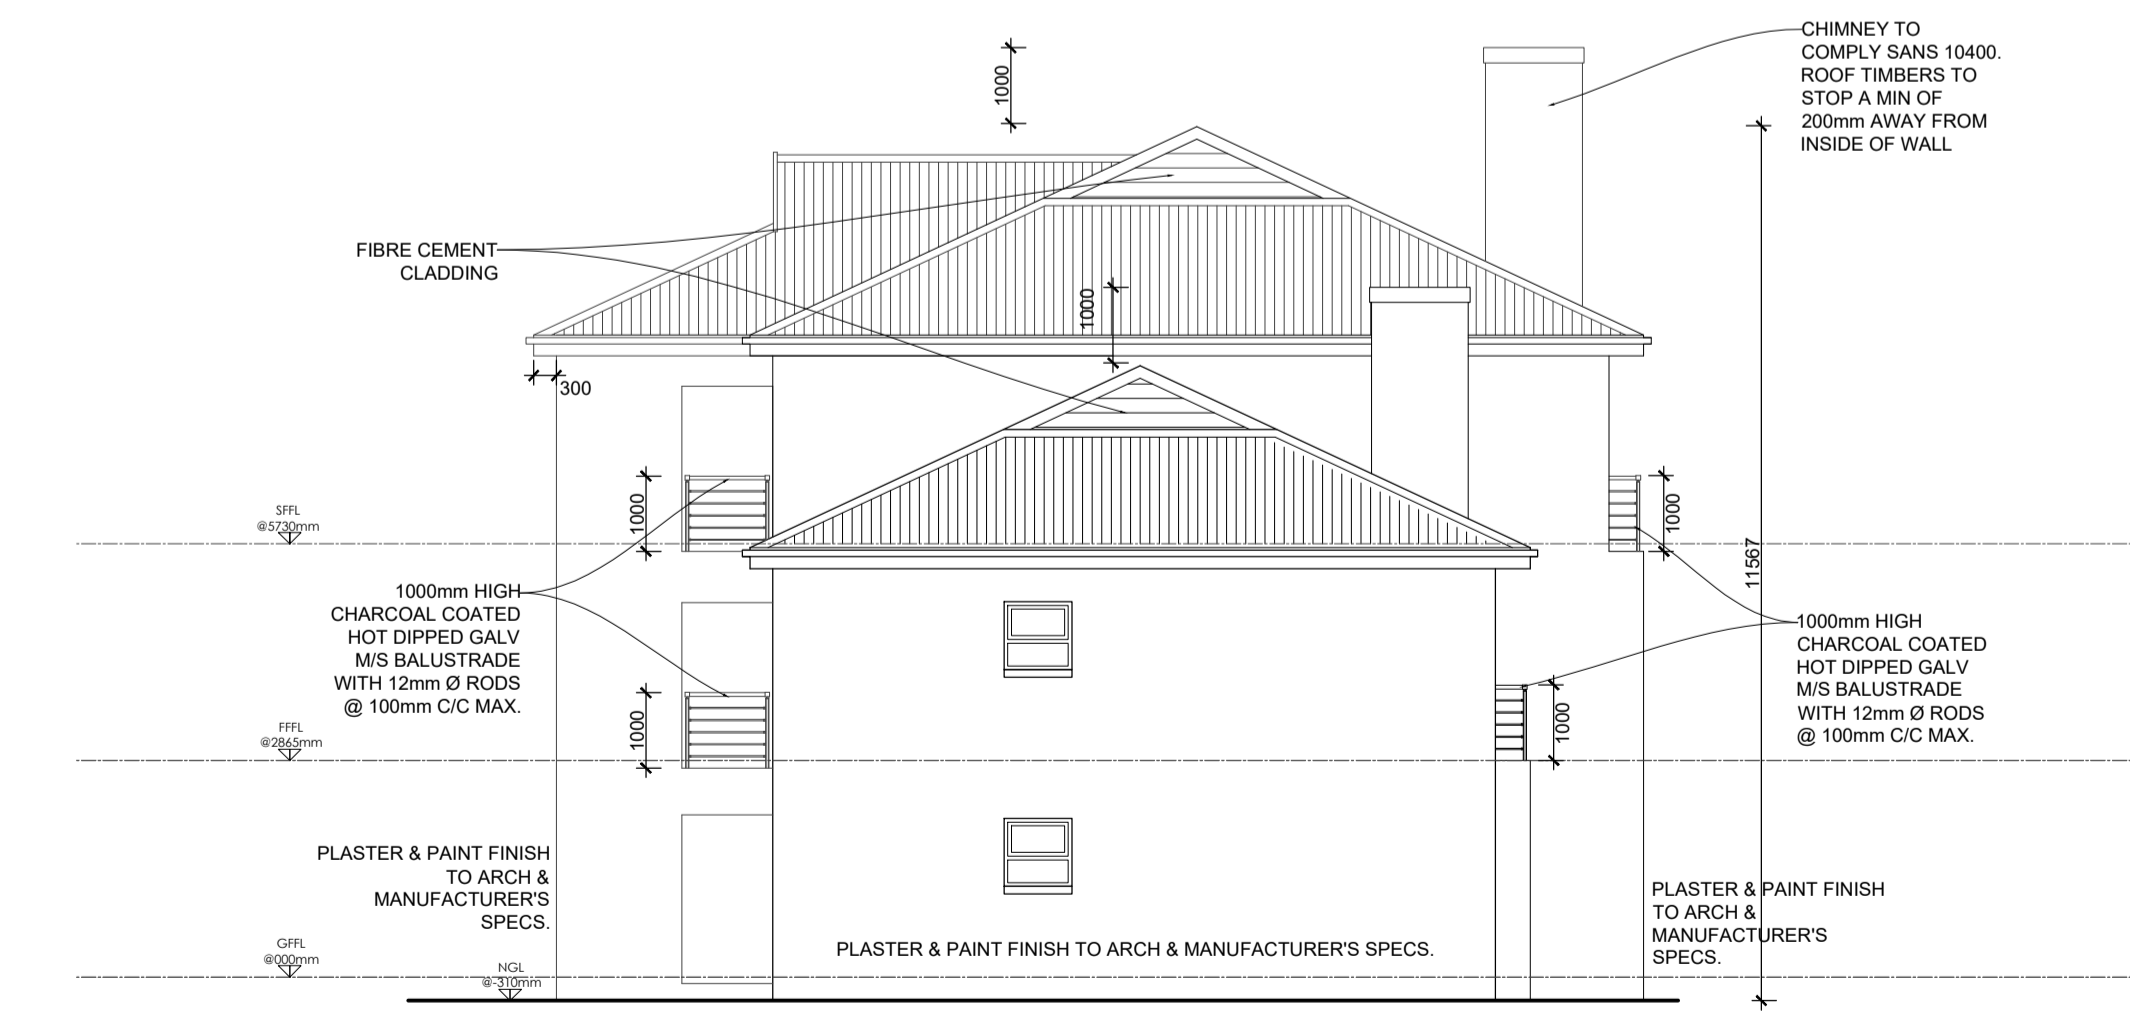 CHIMNEY TO
COMPLY SANS 10400.
ROOF TIMBERS TO
STOP A MIN OF
200mm AWAY FROM
INSIDE OF WALL
1000
FIBRE CEMENT
CLADDING
1000
300
SFFL
@5730mm
1000
1000
11567
1000mm HIGH
CHARCOAL COATED
HOT DIPPED GALV
M/S BALUSTRADE
WITH 12mm Ø RODS
@ 100mm C/C MAX.
1000mm HIGH
CHARCOAL COATED
HOT DIPPED GALV
M/S BALUSTRADE
WITH 12mm Ø RODS
@ 100mm C/C MAX.
FFFL
@2865mm
1000
1000
PLASTER & PAINT FINISH
TO ARCH &
MANUFACTURER'S
SPECS.
PLASTER & PAINT FINISH TO ARCH & MANUFACTURER'S SPECS.
PLASTER & PAINT FINISH
TO ARCH &
MANUFACTURER'S
SPECS.
GFFL
@000mm
NGL
@-310mm